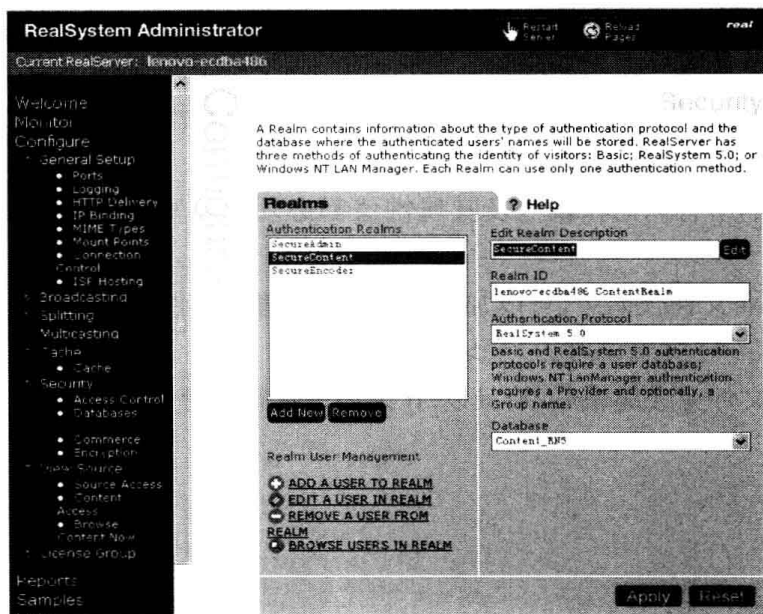 RealSystem Administrator
Restart Server
Reload Pages
real
Current RealServer: lenovo-ecdba486
Welcome
Monitor
Configure
General Setup
Ports
Logging
HTTP Delivery
IP Binding
MIME Types
Mount Points
Connection
Control
ISP Hosting
Broadcasting
Splitting
Multicasting
Cache
Cache
Security
Access Control
Databases
Commerce
Encryption
View Source
Source Access
Content
Access
Browse
Content Now
License Group
Reports
Samples
Configure
Security
A Realm contains information about the type of authentication protocol and the
database where the authenticated users' names will be stored. RealServer has
three methods of authenticating the identity of visitors: Basic; RealSystem 5.0; or
Windows NT LAN Manager. Each Realm can use only one authentication method.
Realms
? Help
Authentication Realms
SecureAdmin
SecureContent
SecureEncoder
Add New Remove
Realm User Management
ADD A USER TO REALM
EDIT A USER IN REALM
REMOVE A USER FROM
REALM
BROWSE USERS IN REALM
Edit Realm Description
SecureContent
Edit
Realm ID
lenovo-ecdba486 ContentRealm
Authentication Protocol
RealSystem 5.0
Basic and RealSystem 5.0 authentication
protocols require a user database;
Windows NT LanManager authentication
requires a Provider and optionally, a
Group name.
Database
Content_RN5
Apply Reset